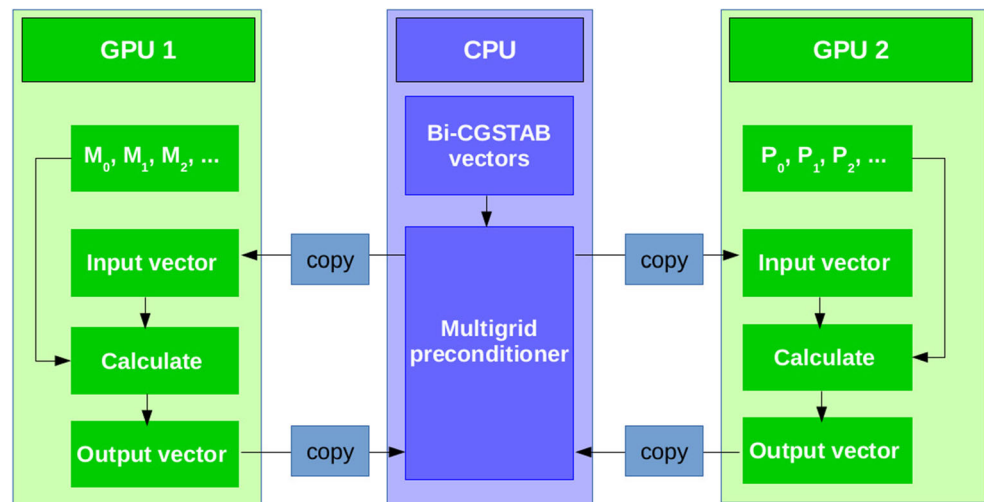 GPU 1
CPU
GPU 2
M₀, M₁, M₂, ...
Bi-CGSTAB
vectors
P₀, P₁, P₂, ...
Input vector
copy
copy
Input vector
Calculate
Multigrid
preconditioner
Calculate
Output vector
copy
copy
Output vector